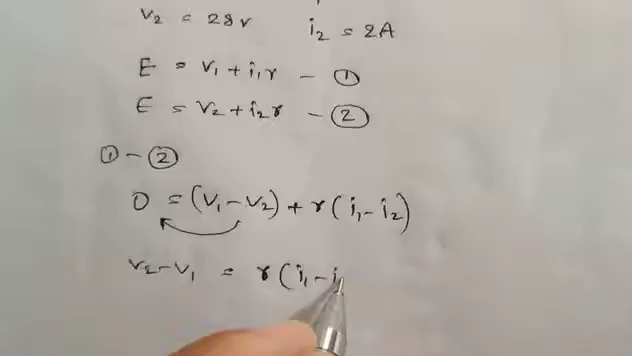 V₂ = 28v i₂ = 2A
E = V₁ + i₁r - ①
E = V₂ + i₂r - ②
① - ②
0 = (V₁ - V₂) + r(i₁ - i₂)
V₂ - V₁ = r(i₁ - i